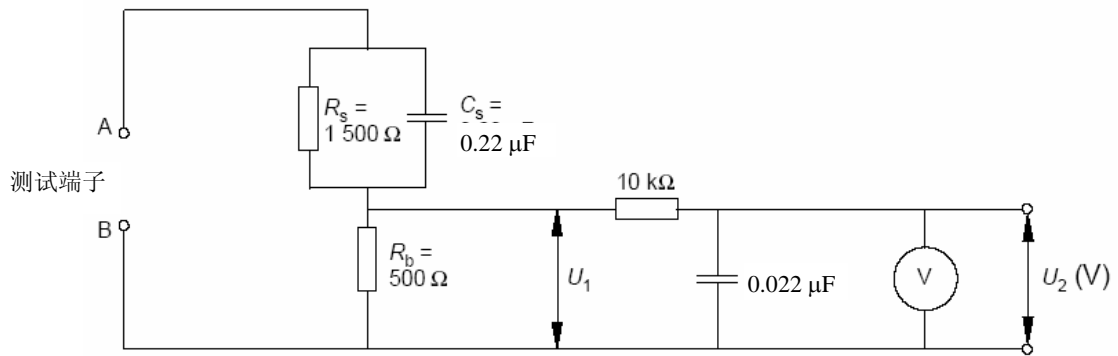 A
测试端子
B
R_s =
1 500 Ω
C_s =
0.22 µF
10 kΩ
R_b =
500 Ω
U_1
0.022 µF
V
U_2 (V)